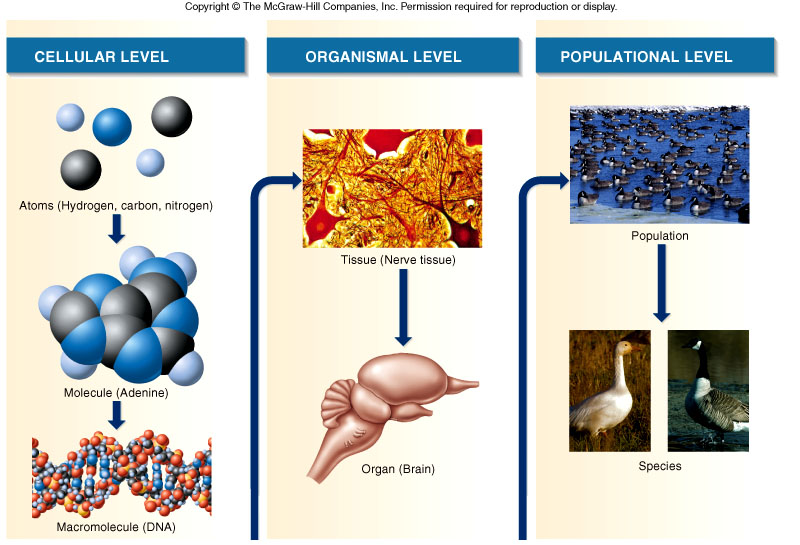 Copyright © The McGraw-Hill Companies, Inc. Permission required for reproduction or display.
CELLULAR LEVEL
Atoms (Hydrogen, carbon, nitrogen)
Molecule (Adenine)
Macromolecule (DNA)
ORGANISMAL LEVEL
Tissue (Nerve tissue)
Organ (Brain)
POPULATIONAL LEVEL
Population
Species